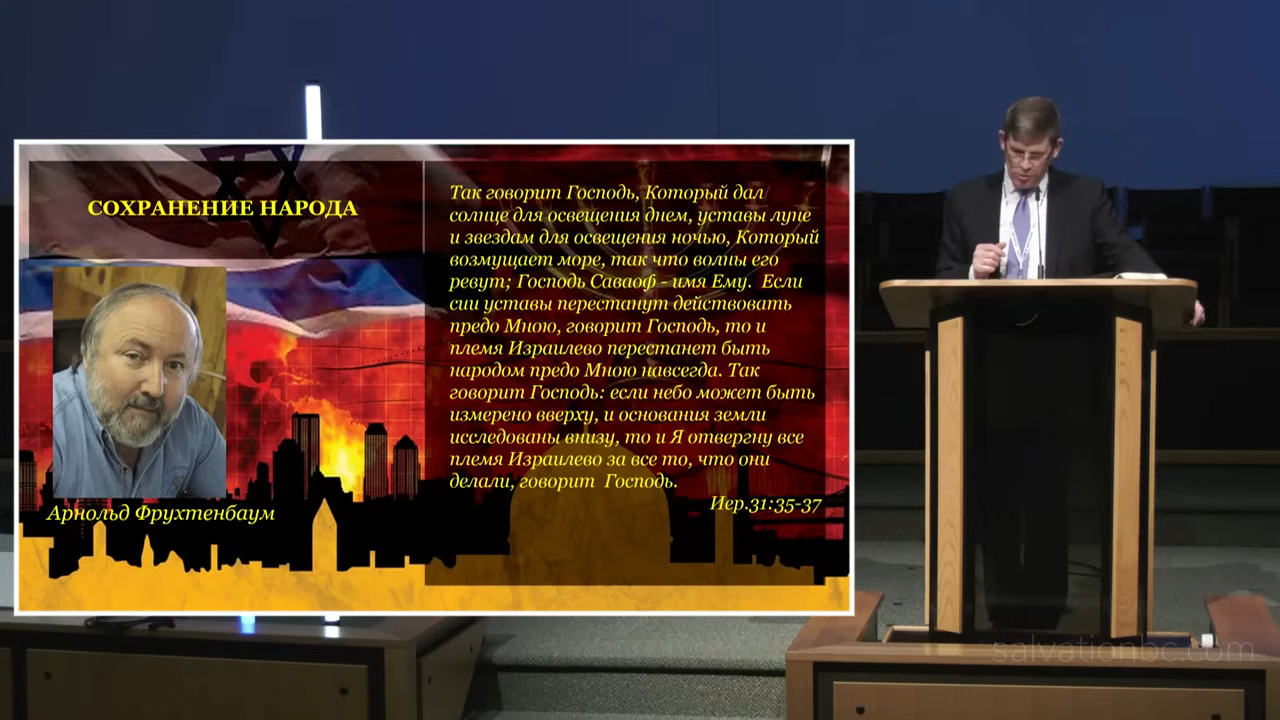 СОХРАНЕНИЕ НАРОДА
Арнольд Фрухтенбаум
Так говорит Господь, Который дал
солнце для освещения днем, уставы луне
и звездам для освещения ночью, Который
возмущает море, так что волны его
ревут; Господь Саваоф - имя Ему. Если
сии уставы перестанут действовать
предо Мною, говорит Господь, то и
племя Израилево перестанет быть
народом предо Мною навсегда. Так
говорит Господь: если небо может быть
измерено вверху, и основания земли
исследованы внизу, то и Я отвергну все
племя Израилево за все то, что они
делали, говорит Господь.
Иер.31:35-37
salvationbc.com